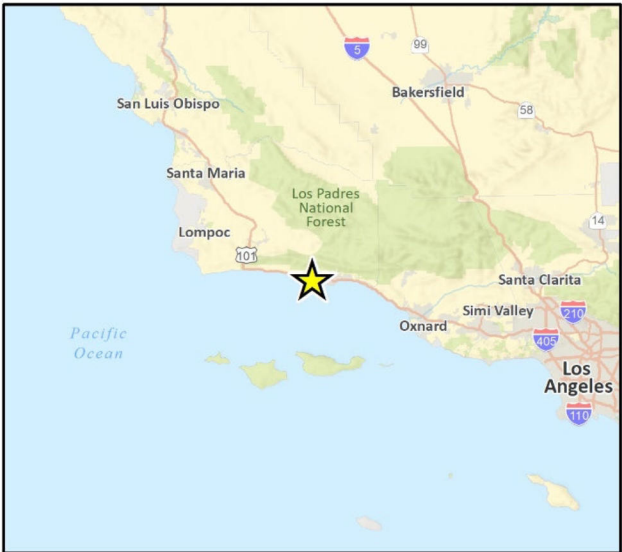 5
99
Bakersfield
58
San Luis Obispo
Santa Maria
Los Padres
National
Forest
14
Lompoc
101
Santa Clarita
Simi Valley
210
Oxnard
405
Pacific
Ocean
Los
Angeles
110